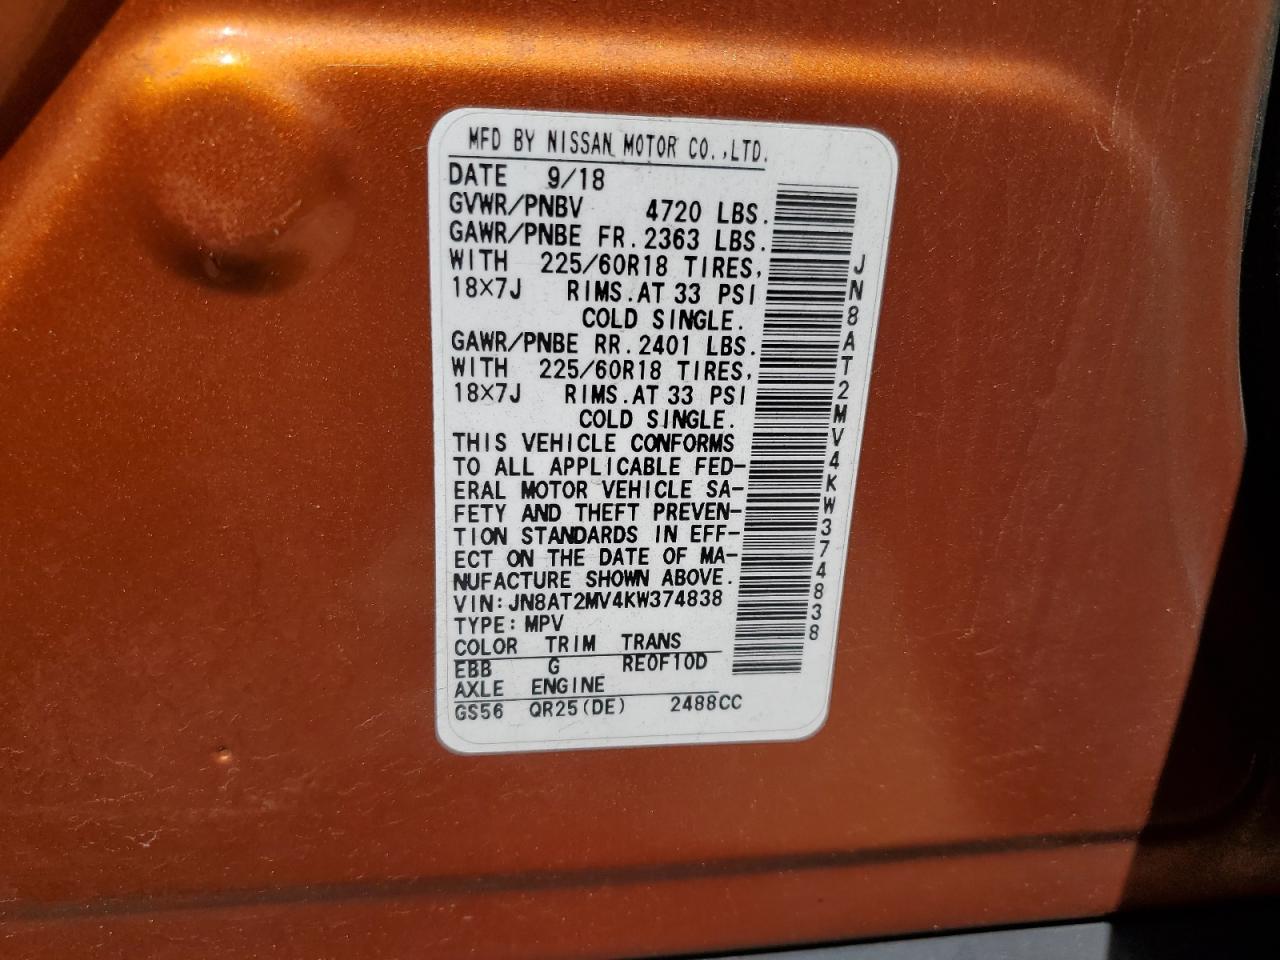 MFD BY NISSAN MOTOR CO.,LTD.
DATE 9/18
GVWR/PNBV 4720 LBS.
GAWR/PNBE FR.2363 LBS.
WITH 225/60R18 TIRES,
18×7J RIMS.AT 33 PSI
COLD SINGLE.
GAWR/PNBE RR.2401 LBS.
WITH 225/60R18 TIRES,
18×7J RIMS.AT 33 PSI
COLD SINGLE.
THIS VEHICLE CONFORMS
TO ALL APPLICABLE FED-
ERAL MOTOR VEHICLE SA-
FETY AND THEFT PREVEN-
TION STANDARDS IN EFF-
ECT ON THE DATE OF MA-
NUFACTURE SHOWN ABOVE.
VIN:JN8AT2MV4KW374838
TYPE:MPV
COLOR TRIM TRANS
EBB G RE0F10D
AXLE ENGINE
GS56 QR25(DE) 2488CC
JN8AT2MV4KW374838